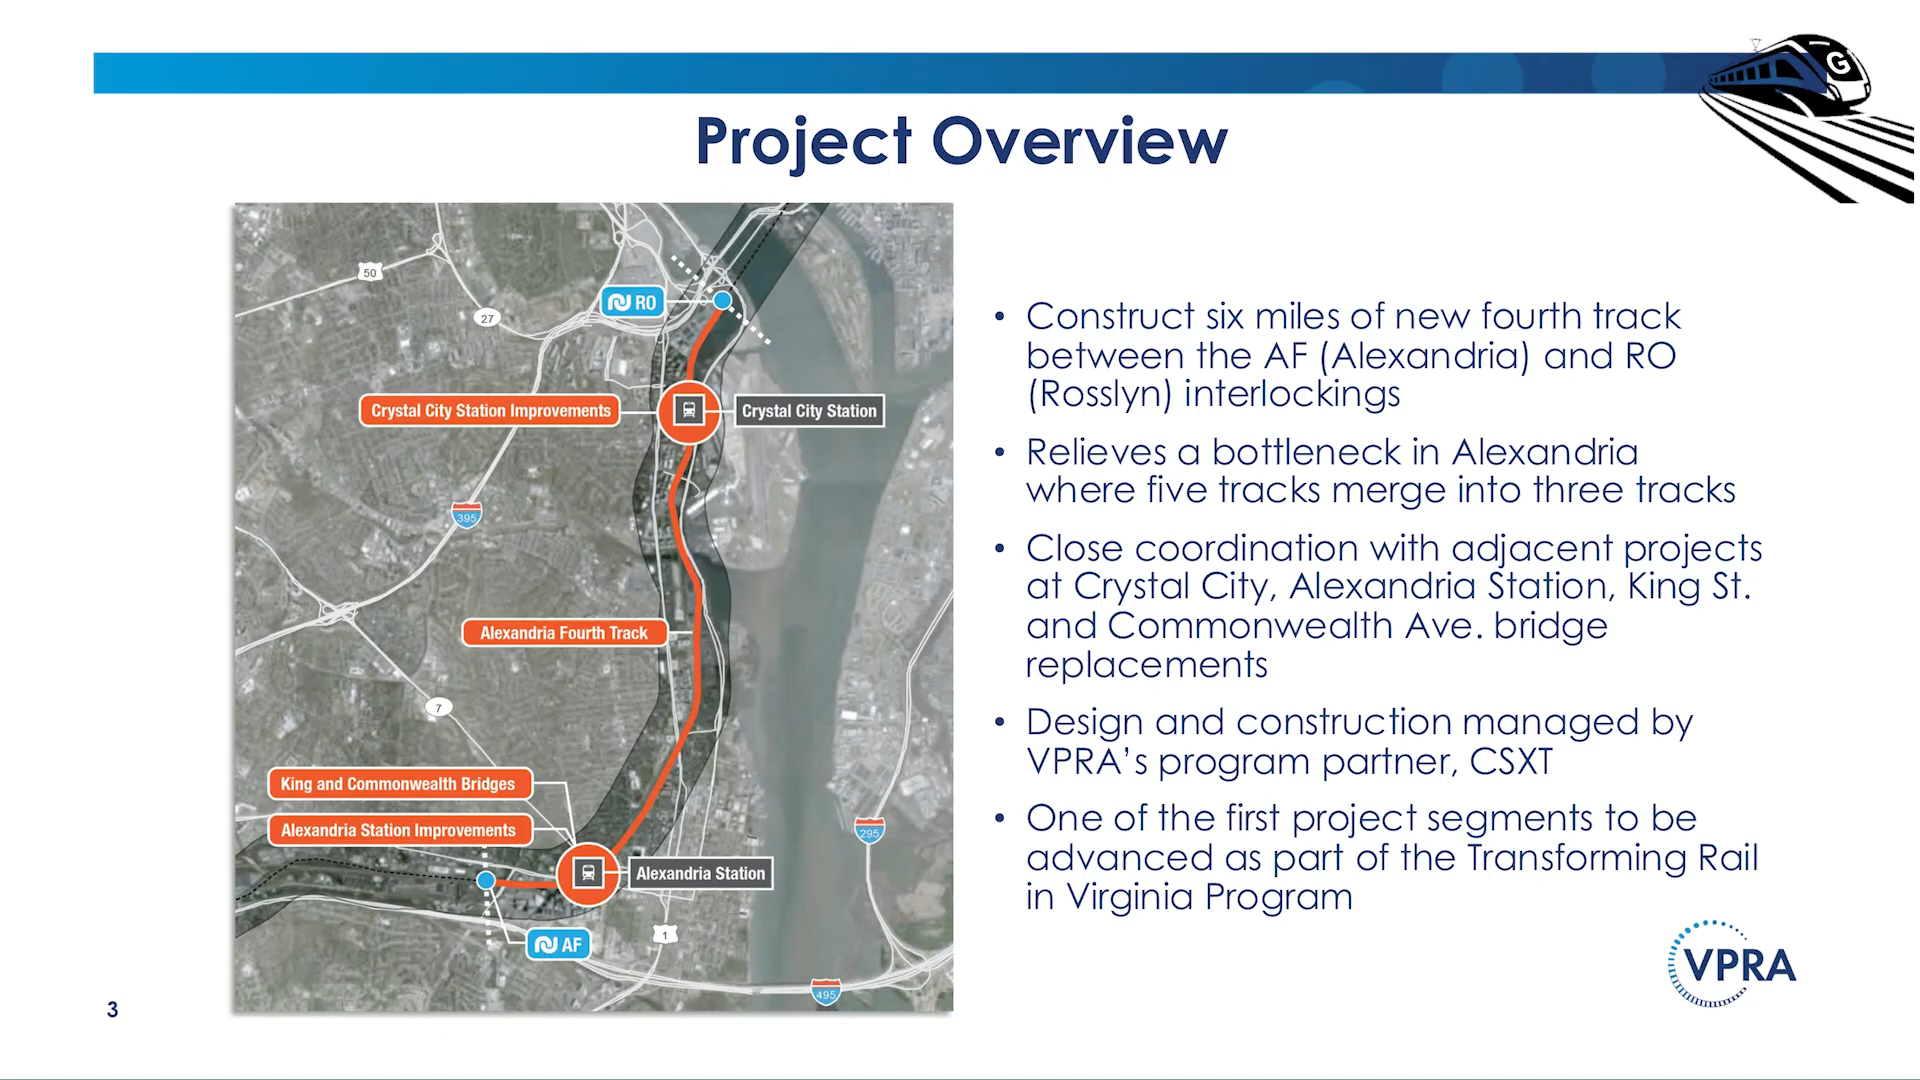 G
Project Overview
50
RO
27
Crystal City Station Improvements
Crystal City Station
395
Alexandria Fourth Track
7
King and Commonwealth Bridges
Alexandria Station Improvements
295
Alexandria Station
1
AF
495
• Construct six miles of new fourth track
between the AF (Alexandria) and RO
(Rosslyn) interlockings
• Relieves a bottleneck in Alexandria
where five tracks merge into three tracks
• Close coordination with adjacent projects
at Crystal City, Alexandria Station, King St.
and Commonwealth Ave. bridge
replacements
• Design and construction managed by
VPRA’s program partner, CSXT
• One of the first project segments to be
advanced as part of the Transforming Rail
in Virginia Program
VPRA
3